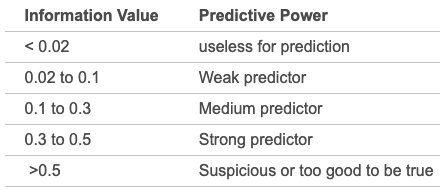 Information Value Predictive Power
< 0.02 useless for prediction
0.02 to 0.1 Weak predictor
0.1 to 0.3 Medium predictor
0.3 to 0.5 Strong predictor
>0.5 Suspicious or too good to be true